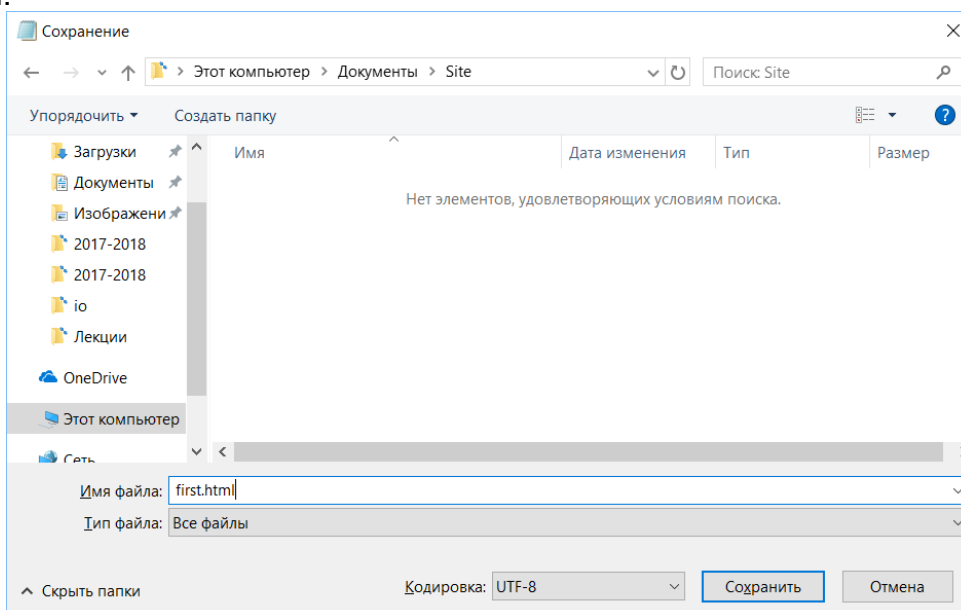 Сохранение
Этот компьютер > Документы > Site
Поиск: Site
Упорядочить
Создать папку
Имя
Дата изменения
Тип
Размер
Нет элементов, удовлетворяющих условиям поиска.
Загрузки
Документы
Изображени
2017-2018
2017-2018
io
Лекции
OneDrive
Этот компьютер
Сеть
Имя файла: first.html
Тип файла: Все файлы
Скрыть папки
Кодировка: UTF-8
Сохранить
Отмена